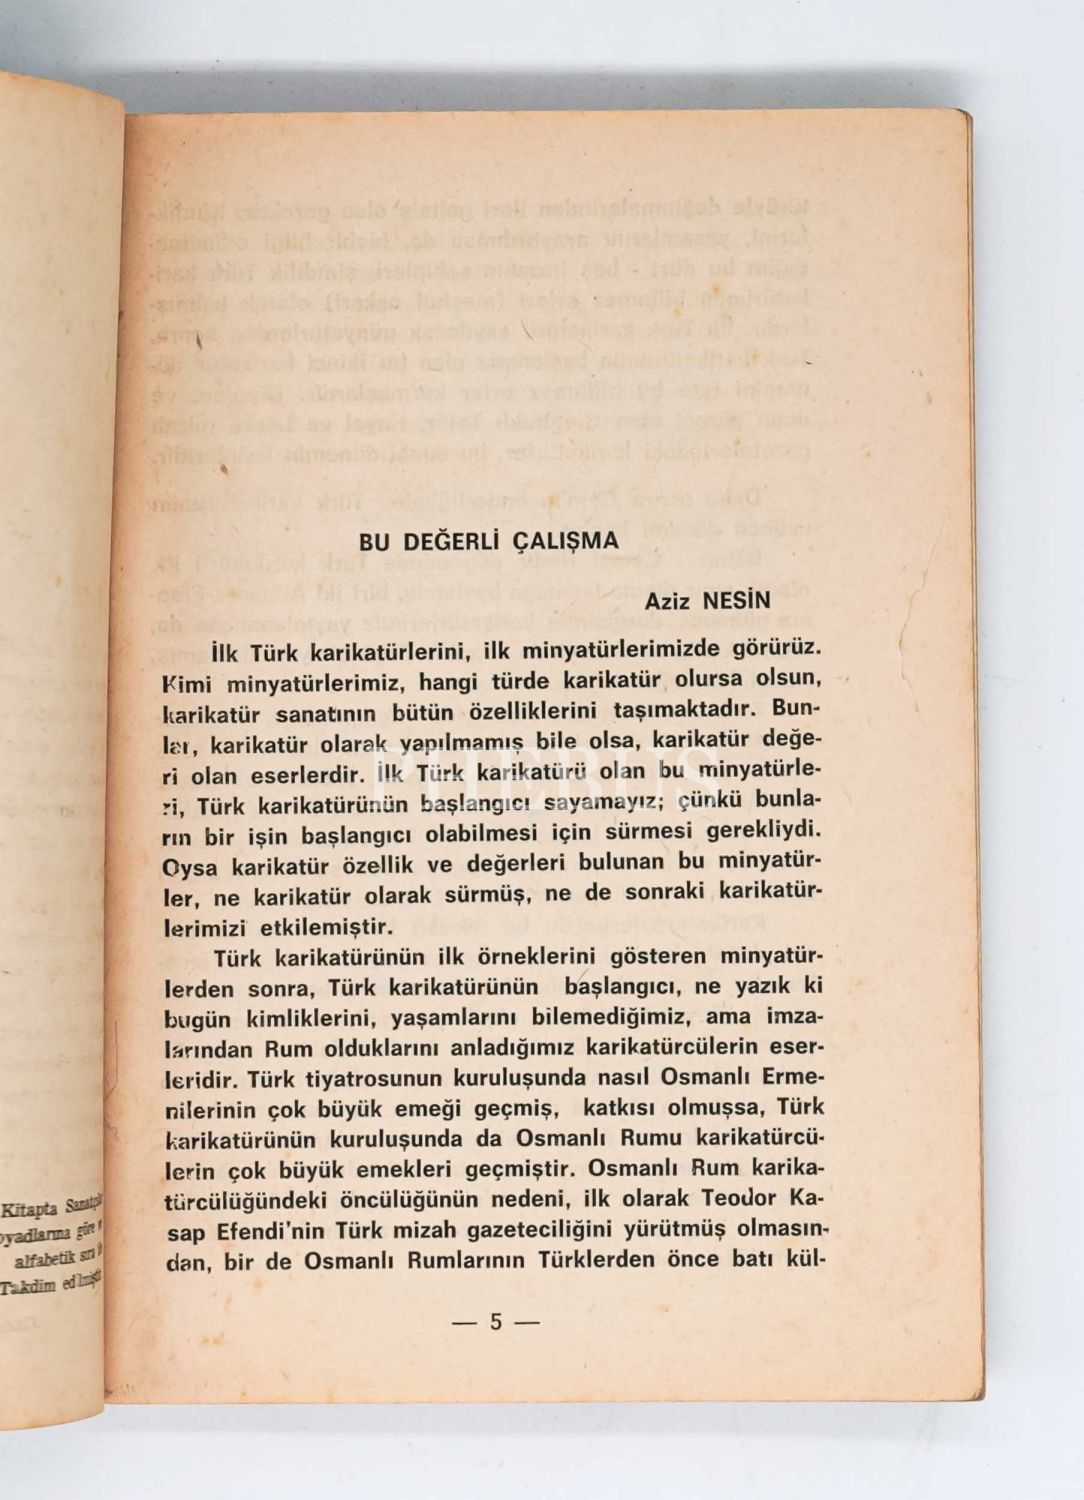 BU DEĞERLİ ÇALIŞMA
Aziz NESİN
İlk Türk karikatürlerini, ilk minyatürlerimizde görürüz.
Kimi minyatürlerimiz, hangi türde karikatür olursa olsun,
karikatür sanatının bütün özelliklerini taşımaktadır. Bun-
lar, karikatür olarak yapılmamış bile olsa, karikatür değe-
ri olan eserlerdir. İlk Türk karikatürü olan bu minyatürle-
ri, Türk karikatürünün başlangıcı sayamayız; çünkü bunla-
rın bir işin başlangıcı olabilmesi için sürmesi gerekliydi.
Oysa karikatür özellik ve değerleri bulunan bu minyatür-
ler, ne karikatür olarak sürmüş, ne de sonraki karikatür-
lerimizi etkilemiştir.
Türk karikatürünün ilk örneklerini gösteren minyatür-
lerden sonra, Türk karikatürünün başlangıcı, ne yazık ki
bugün kimliklerini, yaşamlarını bilemediğimiz, ama imza-
larından Rum olduklarını anladığımız karikatürcülerin eser-
leridir. Türk tiyatrosunun kuruluşunda nasıl Osmanlı Erme-
nilerinin çok büyük emeği geçmiş, katkısı olmuşsa, Türk
karikatürünün kuruluşunda da Osmanlı Rumu karikatürcü-
lerin çok büyük emekleri geçmiştir. Osmanlı Rum karika-
türcülüğündeki öncülüğünün nedeni, ilk olarak Teodor Ka-
sap Efendi'nin Türk mizah gazeteciliğini yürütmüş olmasın-
dan, bir de Osmanlı Rumlarının Türklerden önce batı kül-
— 5 —
PHEBUS
Kitapta
göre
alfabetik
Takdim